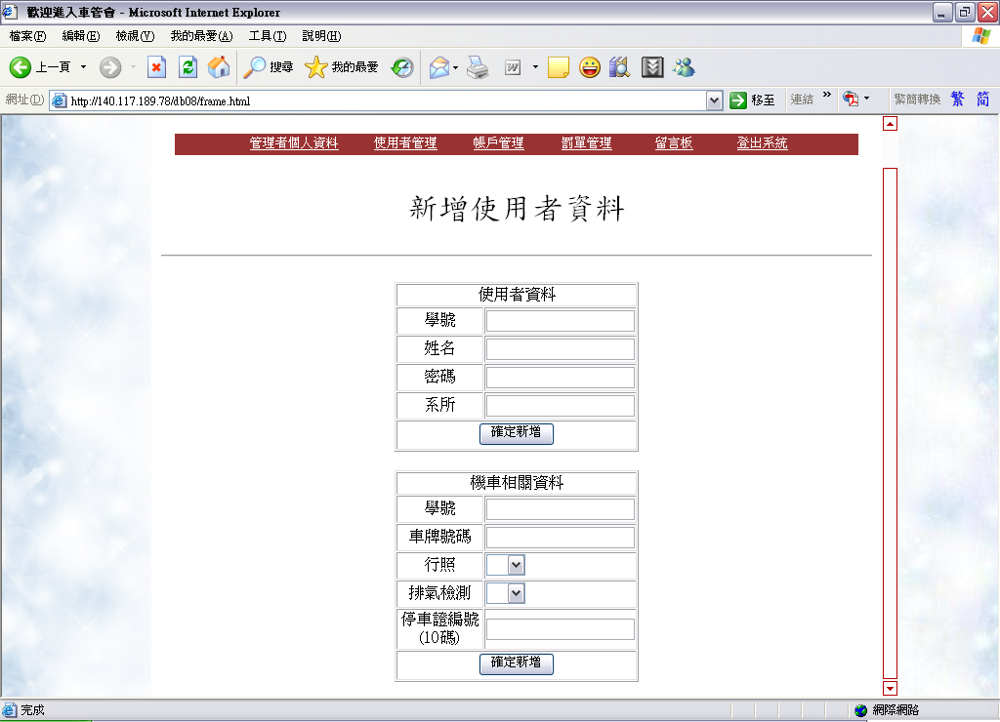 歡迎進入車管會 - Microsoft Internet Explorer
檔案(F) 編輯(E) 檢視(V) 我的最愛(A) 工具(T) 說明(H)
上一頁 搜尋 我的最愛
網址(D) http://140.117.189.78/db08/frame.html 移至 連結 » 繁簡轉換 繁 简
管理者個人資料 使用者管理 帳戶管理 罰單管理 留言板 登出系統
新增使用者資料
使用者資料
學號
姓名
密碼
系所
確定新增
機車相關資料
學號
車牌號碼
行照
排氣檢測
停車證編號
(10碼)
確定新增
完成 網際網路